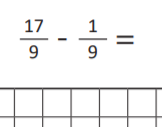 17/9 - 1/9 =